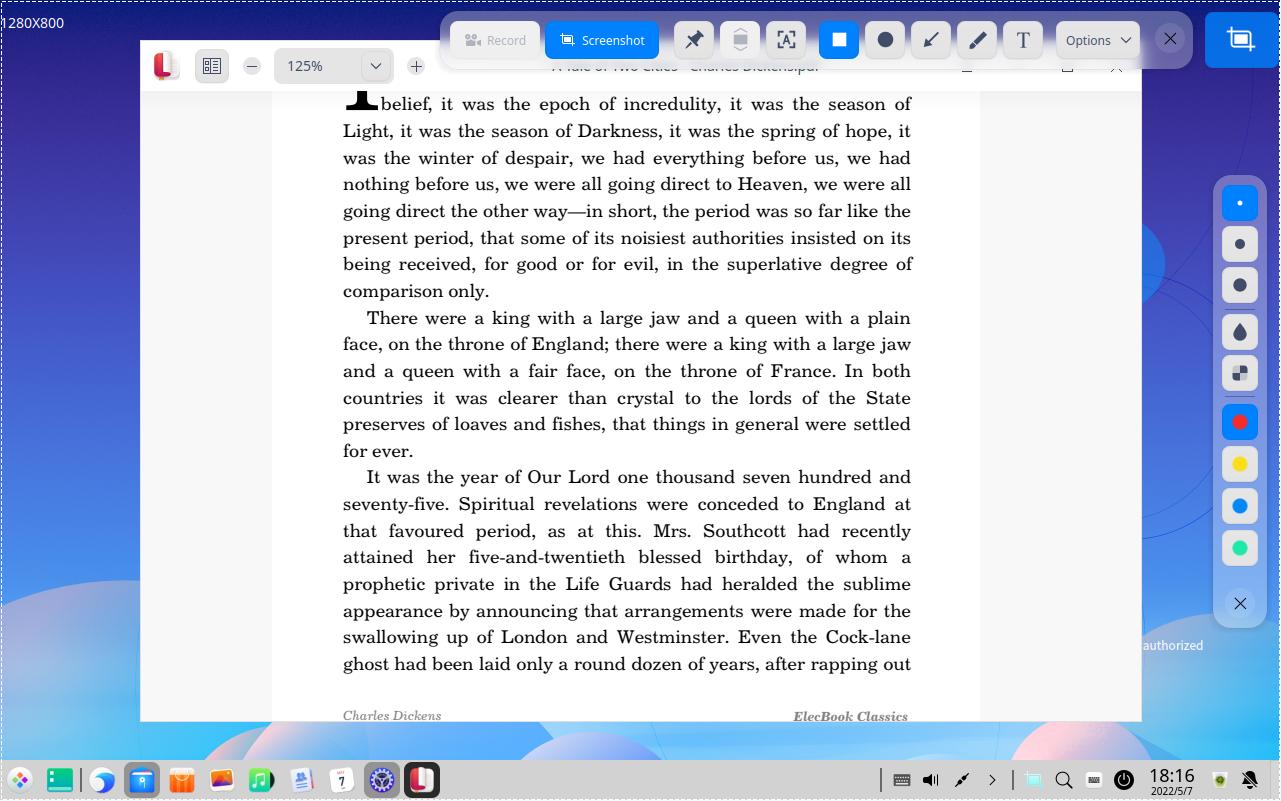 1280X800
Record
Screenshot
T
Options
125%
A Tale of Two Cities - Charles Dickens.pdf
belief, it was the epoch of incredulity, it was the season of
Light, it was the season of Darkness, it was the spring of hope, it
was the winter of despair, we had everything before us, we had
nothing before us, we were all going direct to Heaven, we were all
going direct the other way—in short, the period was so far like the
present period, that some of its noisiest authorities insisted on its
being received, for good or for evil, in the superlative degree of
comparison only.
There were a king with a large jaw and a queen with a plain
face, on the throne of England; there were a king with a large jaw
and a queen with a fair face, on the throne of France. In both
countries it was clearer than crystal to the lords of the State
preserves of loaves and fishes, that things in general were settled
for ever.
It was the year of Our Lord one thousand seven hundred and
seventy-five. Spiritual revelations were conceded to England at
that favoured period, as at this. Mrs. Southcott had recently
attained her five-and-twentieth blessed birthday, of whom a
prophetic private in the Life Guards had heralded the sublime
appearance by announcing that arrangements were made for the
swallowing up of London and Westminster. Even the Cock-lane
ghost had been laid only a round dozen of years, after rapping out
Charles Dickens
ElecBook Classics
authorized
7
18:16
2022/5/7